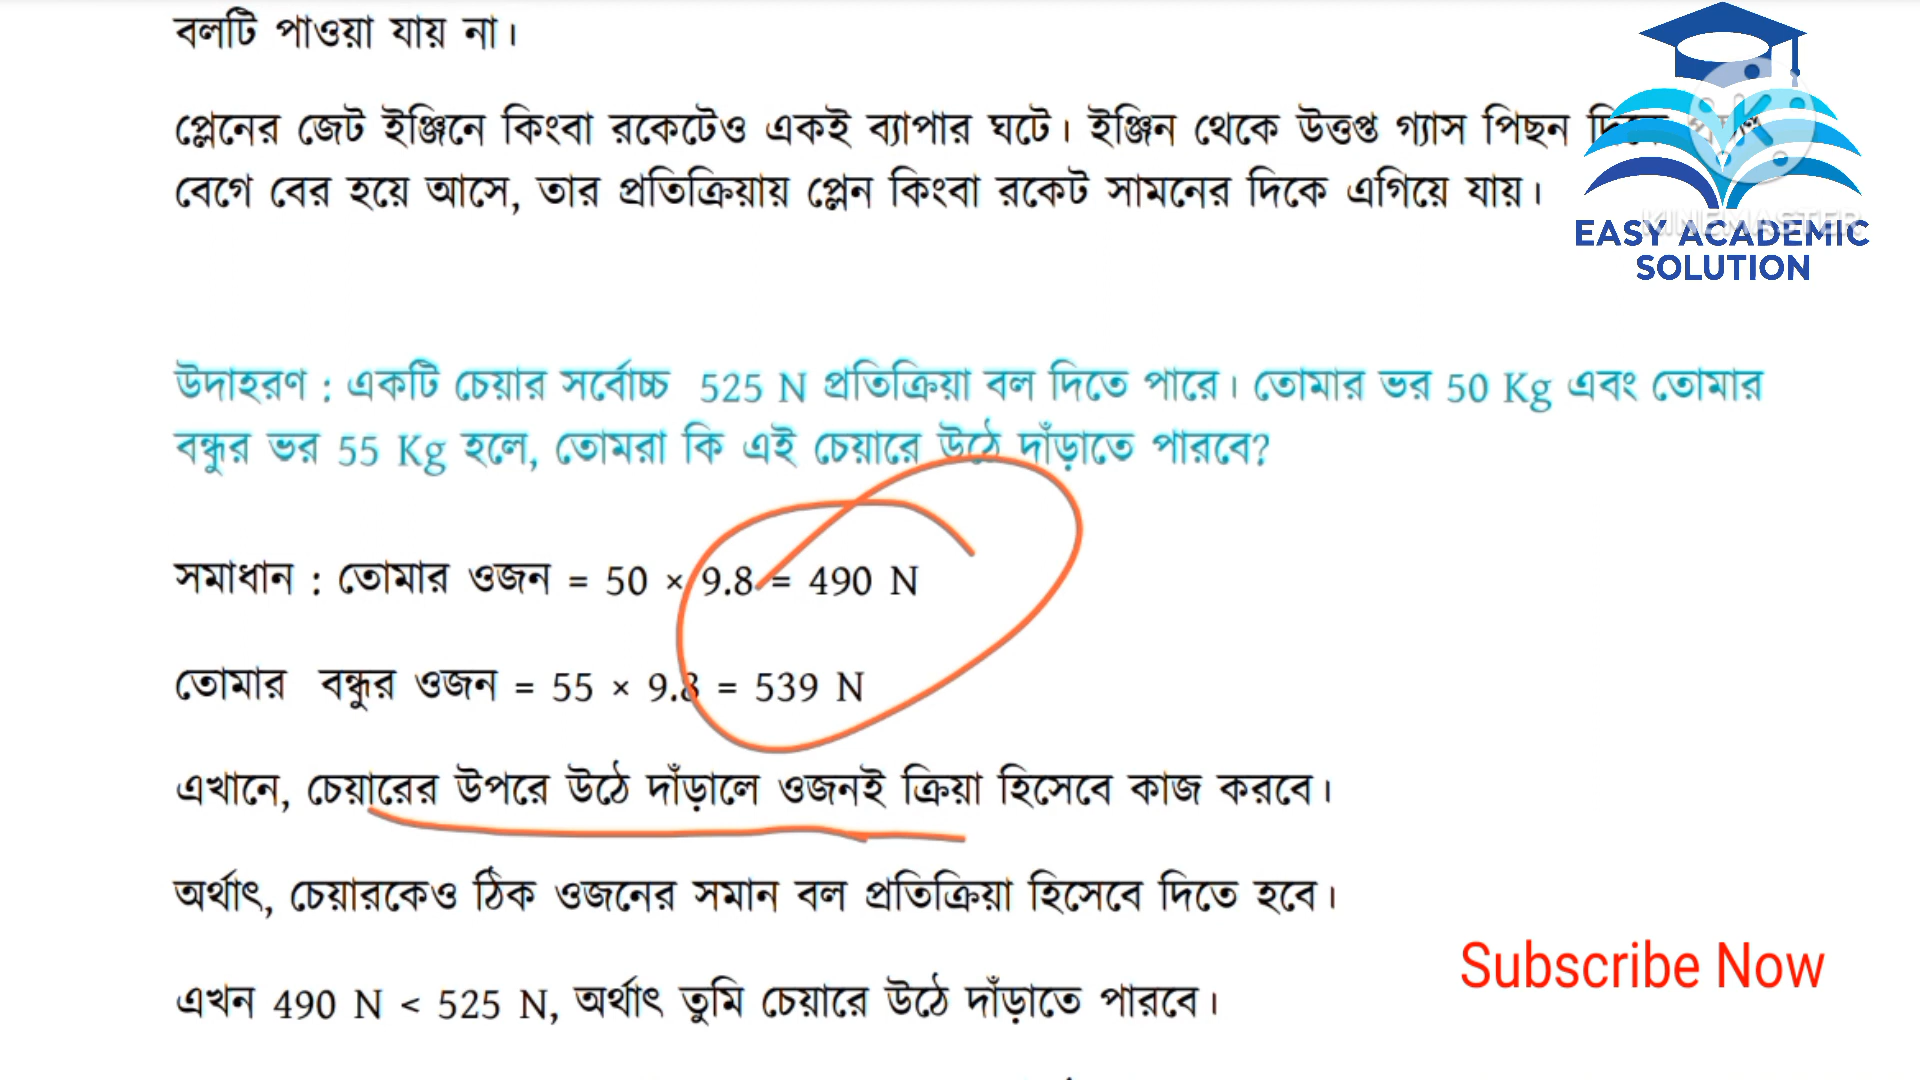 বলটি পাওয়া যায় না।
প্লেনের জেট ইঞ্জিনে কিংবা রকেটেও একই ব্যাপার ঘটে। ইঞ্জিন থেকে উত্তপ্ত গ্যাস পিছন
বেগে বের হয়ে আসে, তার প্রতিক্রিয়ায় প্লেন কিংবা রকেট সামনের দিকে এগিয়ে যায়।
KINEMASTER
EASY ACADEMIC
SOLUTION
উদাহরণ : একটি চেয়ার সর্বোচ্চ 525 N প্রতিক্রিয়া বল দিতে পারে। তোমার ভর 50 Kg এবং তোমার
বন্ধুর ভর 55 Kg হলে, তোমরা কি এই চেয়ারে উঠে দাঁড়াতে পারবে?
সমাধান : তোমার ওজন = 50 × 9.8 = 490 N
তোমার বন্ধুর ওজন = 55 × 9.8 = 539 N
এখানে, চেয়ারের উপরে উঠে দাঁড়ালে ওজনই ক্রিয়া হিসেবে কাজ করবে।
অর্থাৎ, চেয়ারকেও ঠিক ওজনের সমান বল প্রতিক্রিয়া হিসেবে দিতে হবে।
Subscribe Now
এখন 490 N < 525 N, অর্থাৎ তুমি চেয়ারে উঠে দাঁড়াতে পারবে।